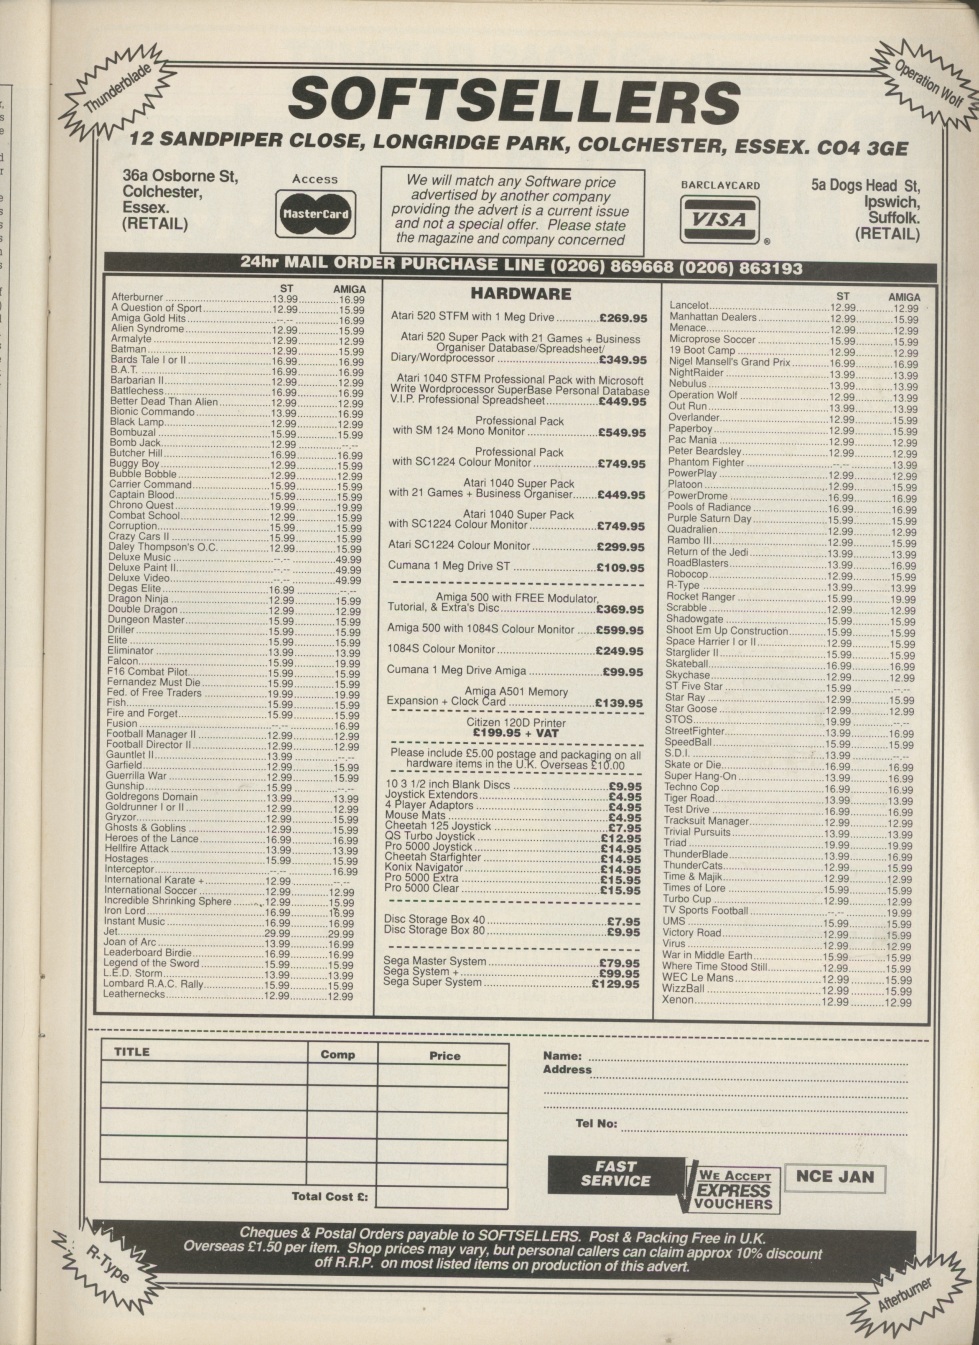 Thunderblade
Operation Wolf
SOFTSELLERS
12 SANDPIPER CLOSE, LONGRIDGE PARK, COLCHESTER, ESSEX. CO4 3GE
36a Osborne St,
Colchester,
Essex.
(RETAIL)
Access
MasterCard
We will match any Software price
advertised by another company
providing the advert is a current issue
and not a special offer. Please state
the magazine and company concerned
BARCLAYCARD
VISA
5a Dogs Head St,
Ipswich,
Suffolk.
(RETAIL)
24hr MAIL ORDER PURCHASE LINE (0206) 869668 (0206) 863193
ST AMIGA
Afterburner 13.99 16.99
A Question of Sport 12.99 15.99
Amiga Gold Hits --.-- 16.99
Alien Syndrome 12.99 15.99
Armalyte 12.99 12.99
Batman 12.99 15.99
Bards Tale I or II 16.99 16.99
B.A.T. 16.99 16.99
Barbarian II 12.99 12.99
Battlechess 16.99 16.99
Better Dead Than Alien 12.99 12.99
Bionic Commando 13.99 16.99
Black Lamp 12.99 12.99
Bombuzal 15.99 15.99
Bomb Jack 12.99 --.--
Butcher Hill 16.99 16.99
Buggy Boy 12.99 15.99
Bubble Bobble 12.99 12.99
Carrier Command 15.99 15.99
Captain Blood 15.99 15.99
Chrono Quest 19.99 19.99
Combat School 12.99 15.99
Corruption 15.99 15.99
Crazy Cars II 15.99 15.99
Daley Thompson's O.C. 12.99 15.99
Deluxe Music --.-- 49.99
Deluxe Paint II --.-- 49.99
Deluxe Video --.-- 49.99
Degas Elite 16.99 --.--
Dragon Ninja 12.99 15.99
Double Dragon 12.99 12.99
Dungeon Master 15.99 15.99
Driller 15.99 15.99
Elite 15.99 15.99
Eliminator 13.99 13.99
Falcon 15.99 19.99
F16 Combat Pilot 15.99 15.99
Fernandez Must Die 15.99 15.99
Fed. of Free Traders 19.99 19.99
Fish 15.99 15.99
Fire and Forget 15.99 15.99
Fusion --.-- 16.99
Football Manager II 12.99 12.99
Football Director II 12.99 12.99
Gauntlet II 13.99 --.--
Garfield 12.99 15.99
Guerrilla War 12.99 15.99
Gunship 15.99 --.--
Goldregons Domain 13.99 13.99
Goldrunner I or II 12.99 12.99
Gryzor 12.99 15.99
Ghosts & Goblins 12.99 15.99
Heroes of the Lance 16.99 16.99
Hellfire Attack 13.99 13.99
Hostages 15.99 15.99
Interceptor --.-- 16.99
International Karate + 12.99 --.--
International Soccer 12.99 12.99
Incredible Shrinking Sphere 12.99 15.99
Iron Lord 16.99 16.99
Instant Music 16.99 16.99
Jet 29.99 29.99
Joan of Arc 13.99 16.99
Leaderboard Birdie 16.99 16.99
Legend of the Sword 15.99 15.99
L.E.D. Storm 13.99 13.99
Lombard R.A.C. Rally 15.99 15.99
Leathernecks 12.99 12.99
HARDWARE
Atari 520 STFM with 1 Meg Drive £269.95
Atari 520 Super Pack with 21 Games + Business
Organiser Database/Spreadsheet/
Diary/Wordprocessor £349.95
Atari 1040 STFM Professional Pack with Microsoft
Write Wordprocessor SuperBase Personal Database
V.I.P. Professional Spreadsheet £449.95
Professional Pack
with SM 124 Mono Monitor £549.95
Professional Pack
with SC1224 Colour Monitor £749.95
Atari 1040 Super Pack
with 21 Games + Business Organiser £449.95
Atari 1040 Super Pack
with SC1224 Colour Monitor £749.95
Atari SC1224 Colour Monitor £299.95
Cumana 1 Meg Drive ST £109.95
Amiga 500 with FREE Modulator,
Tutorial, & Extra's Disc £369.95
Amiga 500 with 1084S Colour Monitor £599.95
1084S Colour Monitor £249.95
Cumana 1 Meg Drive Amiga £99.95
Amiga A501 Memory
Expansion + Clock Card £139.95
Citizen 120D Printer
£199.95 + VAT
Please include £5.00 postage and packaging on all
hardware items in the U.K. Overseas £10.00
10 3 1/2 inch Blank Discs £9.95
Joystick Extendors £4.95
4 Player Adaptors £4.95
Mouse Mats £4.95
Cheetah 125 Joystick £7.95
QS Turbo Joystick £12.95
Pro 5000 Joystick £14.95
Cheetah Starfighter £14.95
Konix Navigator £14.95
Pro 5000 Extra £15.95
Pro 5000 Clear £15.95
Disc Storage Box 40 £7.95
Disc Storage Box 80 £9.95
Sega Master System £79.95
Sega System + £99.95
Sega Super System £129.95
ST AMIGA
Lancelot 12.99 12.99
Manhattan Dealers 12.99 15.99
Menace 12.99 12.99
Microprose Soccer 15.99 15.99
19 Boot Camp 12.99 12.99
Nigel Mansell's Grand Prix 16.99 16.99
NightRaider 13.99 13.99
Nebulus 13.99 13.99
Operation Wolf 12.99 12.99
Out Run 13.99 13.99
Overlander 12.99 15.99
Paperboy 12.99 12.99
Pac Mania 12.99 12.99
Peter Beardsley 12.99 12.99
Phantom Fighter --.-- 13.99
PowerPlay 12.99 12.99
Platoon 12.99 15.99
PowerDrome 16.99 16.99
Pools of Radiance 16.99 16.99
Purple Saturn Day 15.99 15.99
Quadralien 12.99 12.99
Rambo III 12.99 15.99
Return of the Jedi 13.99 13.99
RoadBlasters 13.99 16.99
Robocop 12.99 15.99
R-Type 13.99 13.99
Rocket Ranger 15.99 19.99
Scrabble 12.99 12.99
Shadowgate 15.99 15.99
Shoot Em Up Construction 15.99 15.99
Space Harrier I or II 12.99 15.99
Starglider II 15.99 15.99
Skateball 16.99 16.99
Skychase 12.99 12.99
ST Five Star 15.99 --.--
Star Ray 12.99 15.99
Star Goose 12.99 12.99
STOS 19.99 --.--
StreetFighter 13.99 16.99
SpeedBall 15.99 15.99
S.D.I. 13.99 --.--
Skate or Die 16.99 16.99
Super Hang-On 13.99 16.99
Techno Cop 16.99 16.99
Tiger Road 13.99 13.99
Test Drive 16.99 16.99
Tracksuit Manager 12.99 12.99
Trivial Pursuits 13.99 13.99
Triad 19.99 19.99
ThunderBlade 13.99 16.99
ThunderCats 12.99 15.99
Time & Majik 12.99 12.99
Times of Lore 15.99 15.99
Turbo Cup 12.99 12.99
TV Sports Football --.-- 19.99
UMS 15.99 15.99
Victory Road 12.99 15.99
Virus 12.99 12.99
War in Middle Earth 15.99 15.99
Where Time Stood Still 12.99 15.99
WEC Le Mans 12.99 15.99
WizzBall 12.99 15.99
Xenon 12.99 12.99
TITLE Comp Price
Total Cost £:
Name:
Address
Tel No:
FAST
SERVICE
WE ACCEPT
EXPRESS
VOUCHERS
NCE JAN
Cheques & Postal Orders payable to SOFTSELLERS. Post & Packing Free in U.K.
Overseas £1.50 per item. Shop prices may vary, but personal callers can claim approx 10% discount
off R.R.P. on most listed items on production of this advert.
R-Type
Afterburner